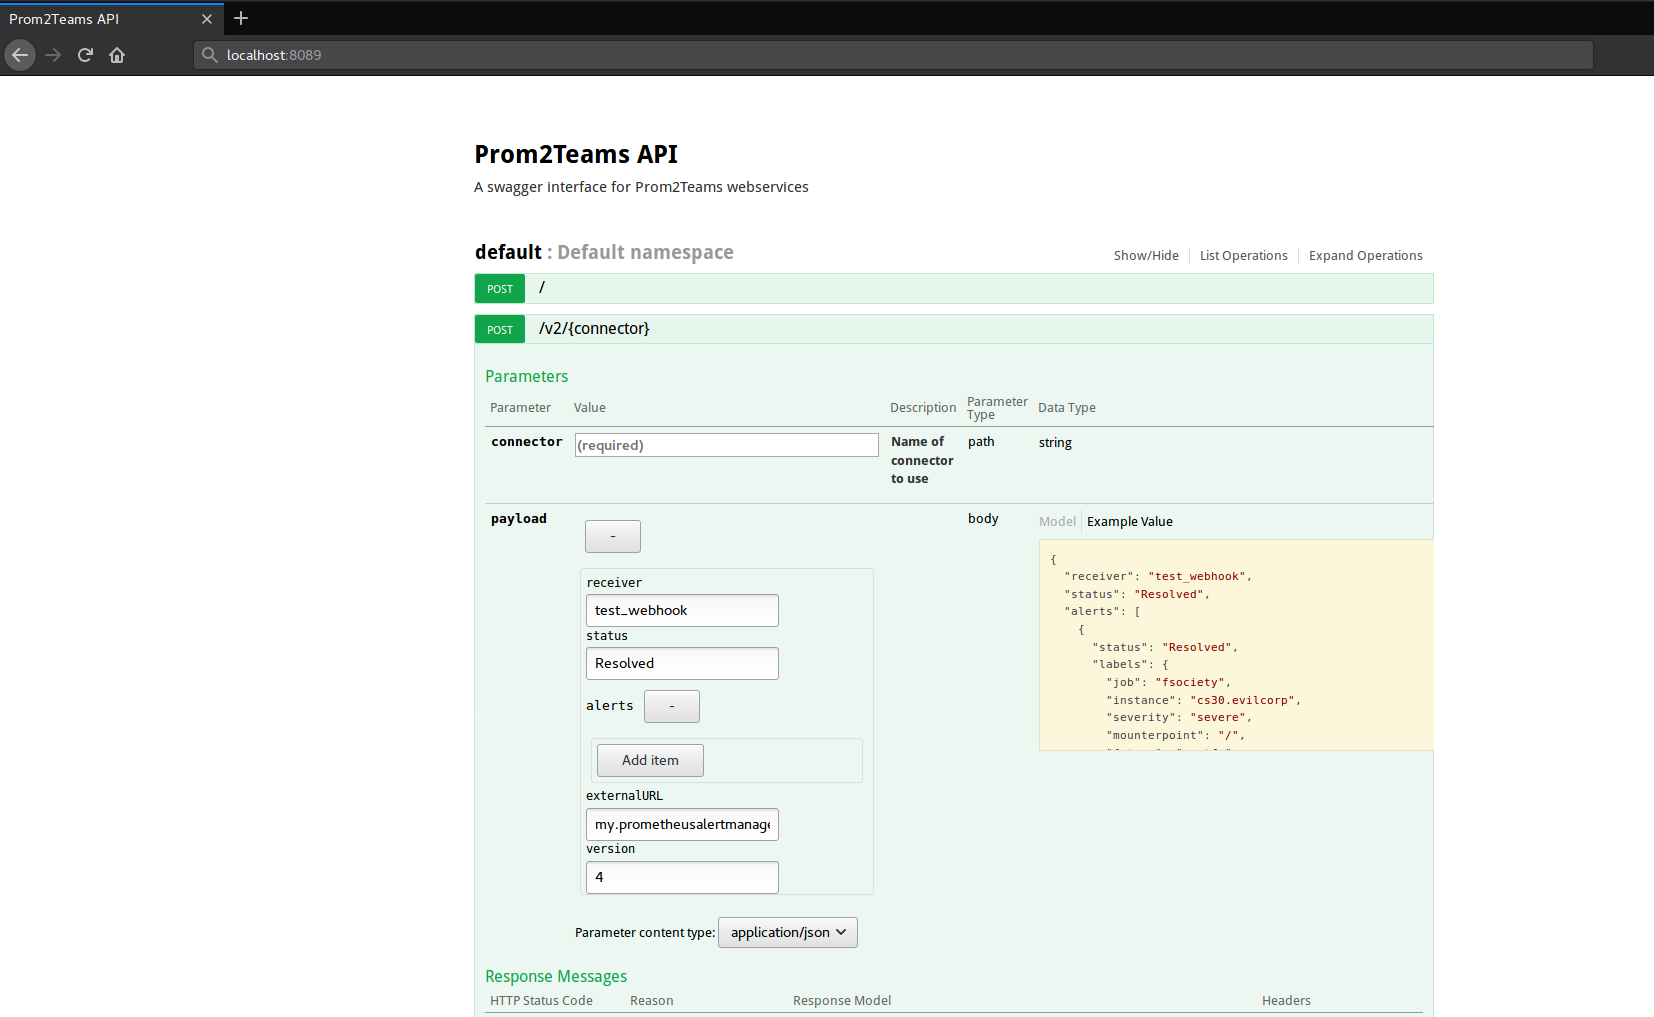 Prom2Teams API
localhost:8089
Prom2Teams API
A swagger interface for Prom2Teams webservices
default : Default namespace
Show/Hide
List Operations
Expand Operations
POST /
POST /v2/{connector}
Parameters
Parameter Value Description Parameter Type Data Type
connector (required) Name of connector to use path string
payload
-
body
Model Example Value
receiver
test_webhook
status
Resolved
alerts -
Add item
externalURL
my.prometheusalertmanage
version
4
{
"receiver": "test_webhook",
"status": "Resolved",
"alerts": [
{
"status": "Resolved",
"labels": {
"job": "fsociety",
"instance": "cs30.evilcorp",
"severity": "severe",
"mounterpoint": "/",
Parameter content type: application/json
Response Messages
HTTP Status Code Reason Response Model Headers